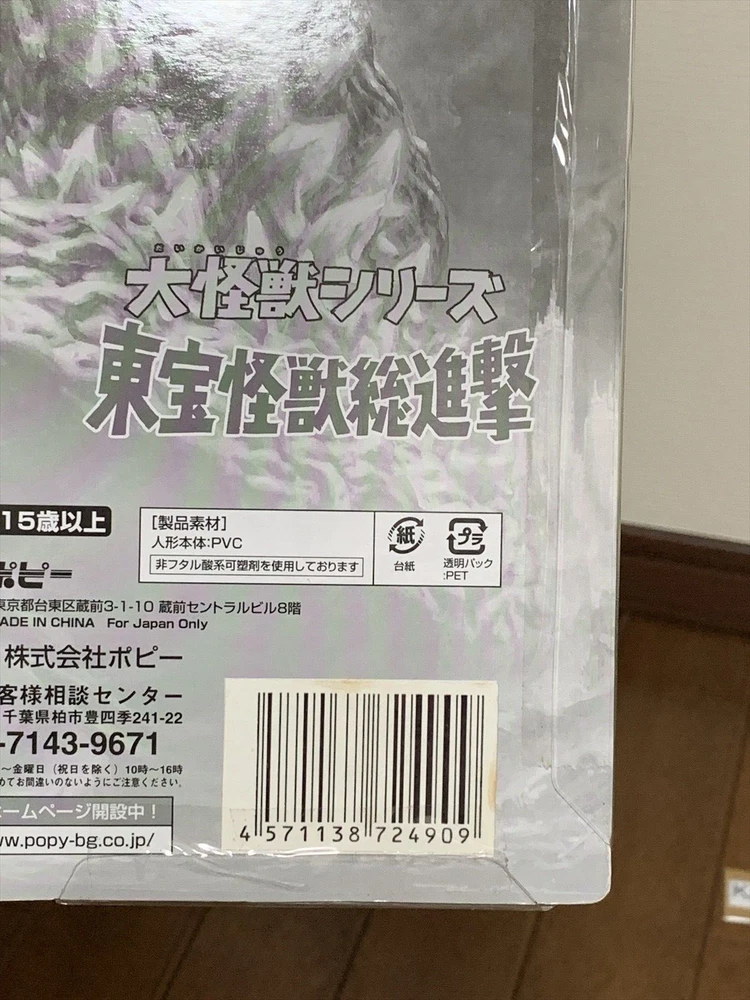 だいかいじゅう
大怪獣シリーズ
東宝怪獣総進撃
15歳以上
[製品素材]
人形本体:PVC
非フタル酸系可塑剤を使用しております
紙
台紙
プラ
透明パック
:PET
ポピー
東京都台東区蔵前3-1-10 蔵前セントラルビル8階
ADE IN CHINA For Japan Only
株式会社ポピー
客様相談センター
千葉県柏市豊四季241-22
-7143-9671
～金曜日（祝日を除く）10時～16時
めてお間違いのないようにご注意ください。
ホームページ開設中！
ww.popy-bg.co.jp/
4 571138 724909